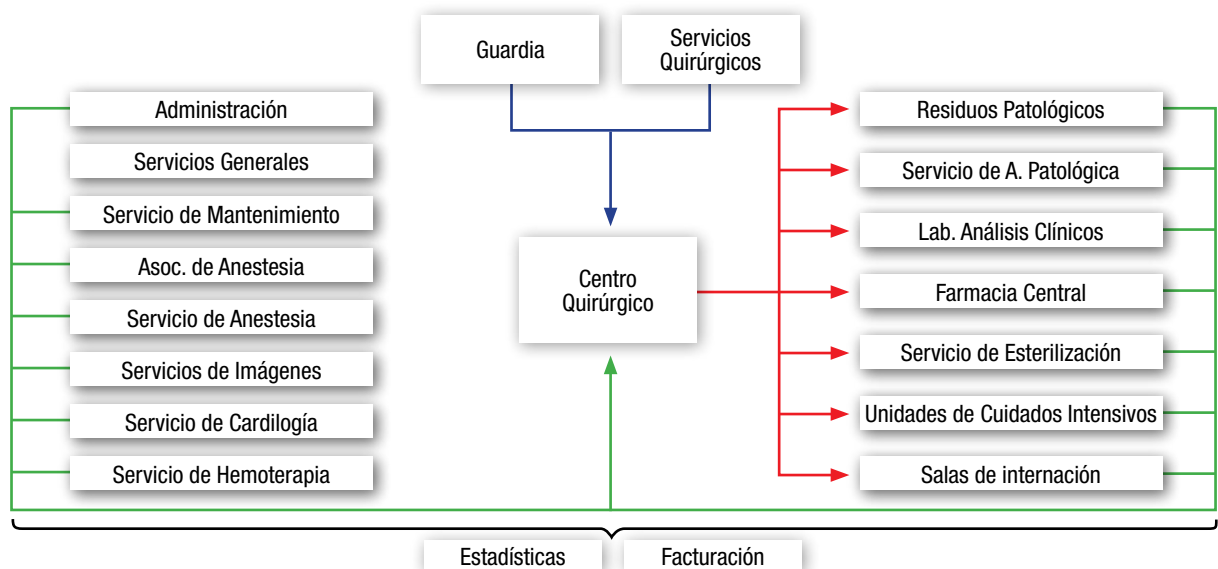 Guardia
Servicios
Quirúrgicos
Administración
Servicios Generales
Servicio de Mantenimiento
Asoc. de Anestesia
Servicio de Anestesia
Servicios de Imágenes
Servicio de Cardilogía
Servicio de Hemoterapia
Centro
Quirúrgico
Residuos Patológicos
Servicio de A. Patológica
Lab. Análisis Clínicos
Farmacia Central
Servicio de Esterilización
Unidades de Cuidados Intensivos
Salas de internación
Estadísticas
Facturación